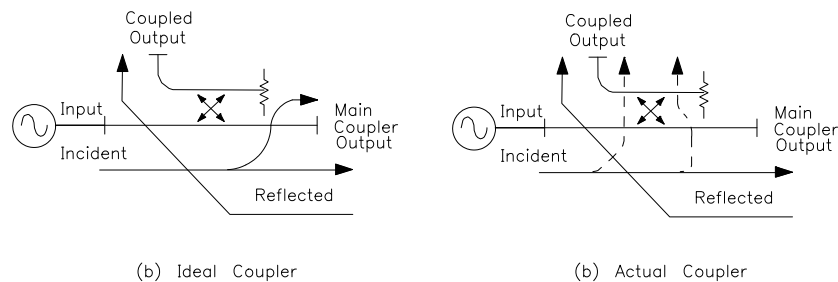 Coupled
Output
Input
Incident
Main
Coupler
Output
Reflected
(b) Ideal Coupler
Coupled
Output
Input
Incident
Main
Coupler
Output
Reflected
(b) Actual Coupler